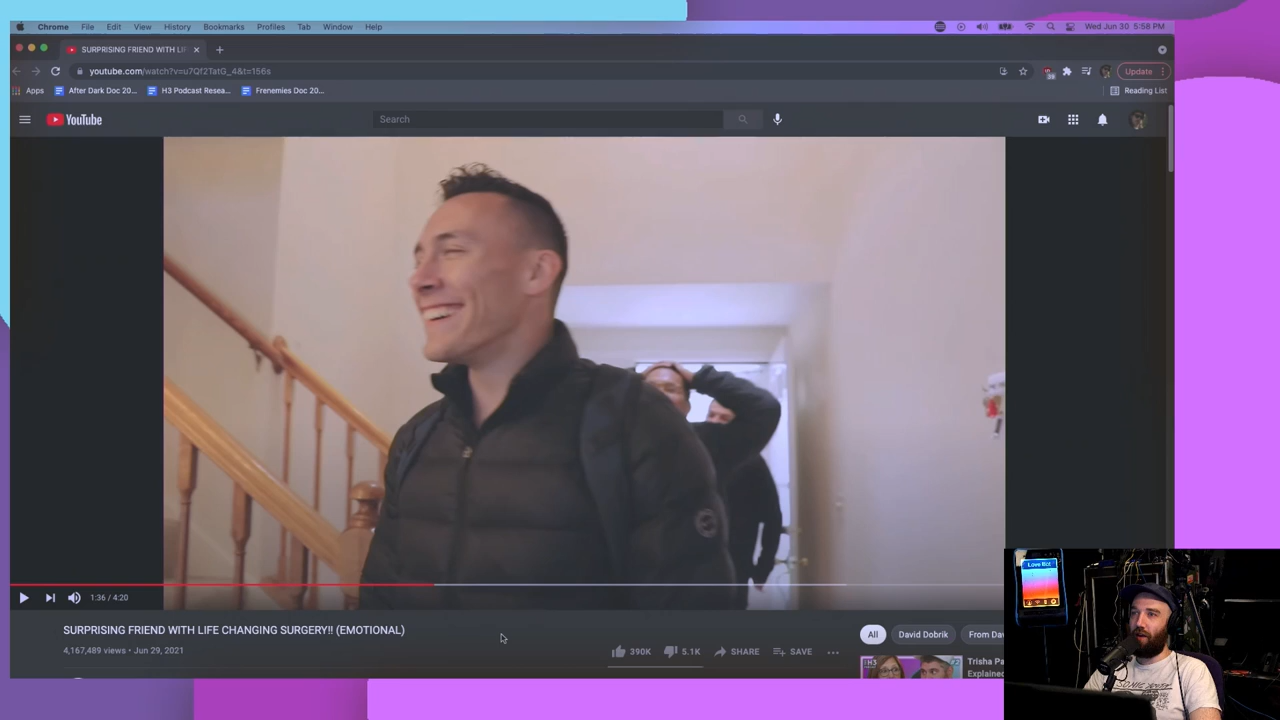 Chrome File Edit View History Bookmarks Profiles Tab Window Help
Wed Jun 30 5:58 PM
SURPRISING FRIEND WITH LIF
youtube.com/watch?v=u7Qf2TatG_4&t=156s
Update
Apps After Dark Doc 20... H3 Podcast Resea... Frenemies Doc 20...
Reading List
YouTube
Search
1:36 / 4:20
SURPRISING FRIEND WITH LIFE CHANGING SURGERY!! (EMOTIONAL)
4,167,489 views • Jun 29, 2021
390K 5.1K SHARE SAVE
All David Dobrik From Da
H3
Trisha Pa
Explained
Love Bot